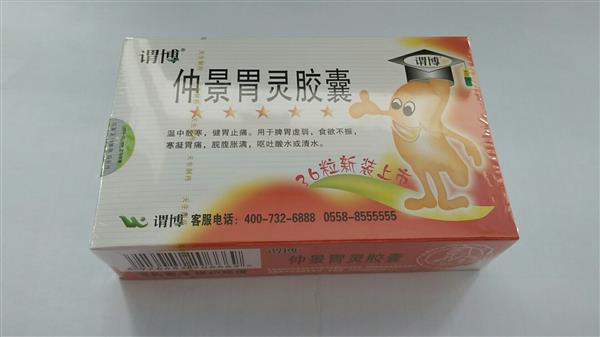 谓博®
谓博
仲景胃灵胶囊
温中散寒，健胃止痛。用于脾胃虚弱，食欲不振，
寒凝胃痛，脘腹胀满，呕吐酸水或清水。
36粒新装上市
谓博 客服电话：400-732-6888 0558-8555555
谓博
仲景胃灵胶囊